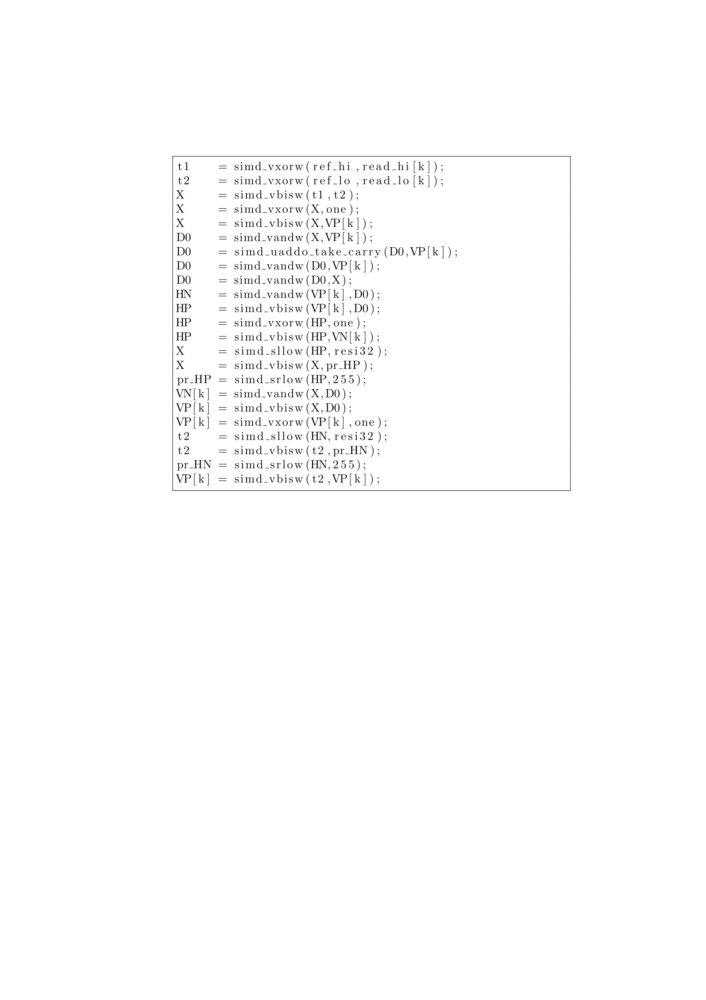 t1     = simd_vxorw(ref_hi,read_hi[k]);
t2     = simd_vxorw(ref_lo,read_lo[k]);
X      = simd_vbisw(t1,t2);
X      = simd_vxorw(X,one);
X      = simd_vbisw(X,VP[k]);
D0     = simd_vandw(X,VP[k]);
D0     = simd_uaddo_take_carry(D0,VP[k]);
D0     = simd_vandw(D0,VP[k]);
D0     = simd_vandw(D0,X);
HN     = simd_vandw(VP[k],D0);
HP     = simd_vbisw(VP[k],D0);
HP     = simd_vxorw(HP,one);
HP     = simd_vbisw(HP,VN[k]);
X      = simd_sllow(HP,resi32);
X      = simd_vbisw(X,pr_HP);
pr_HP = simd_srlow(HP,255);
VN[k] = simd_vandw(X,D0);
VP[k] = simd_vbisw(X,D0);
VP[k] = simd_vxorw(VP[k],one);
t2     = simd_sllow(HN,resi32);
t2     = simd_vbisw(t2,pr_HN);
pr_HN = simd_srlow(HN,255);
VP[k] = simd_vbisw(t2,VP[k]);